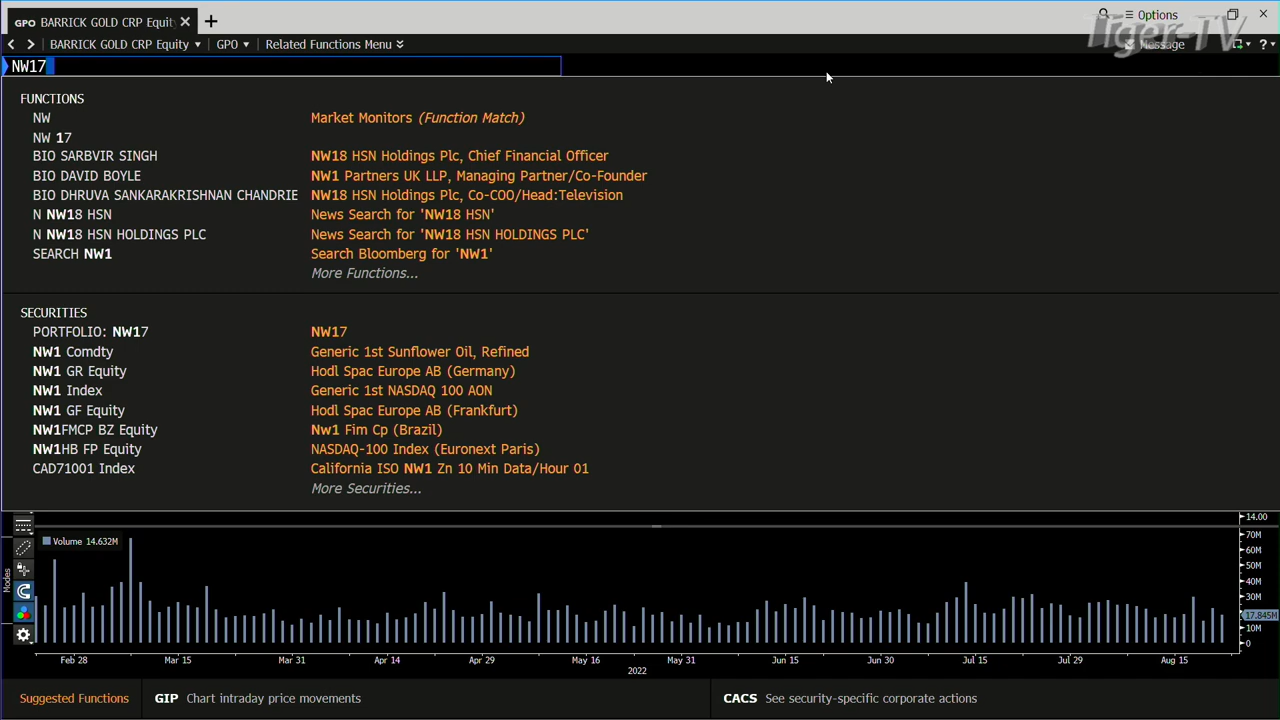 GPO BARRICK GOLD CRP Equity
Options
BARRICK GOLD CRP Equity GPO Related Functions Menu
Message ?
Tiger-TV
NW17
FUNCTIONS
NW Market Monitors (Function Match)
NW 17
BIO SARBVIR SINGH NW18 HSN Holdings Plc, Chief Financial Officer
BIO DAVID BOYLE NW1 Partners UK LLP, Managing Partner/Co-Founder
BIO DHRUVA SANKARAKRISHNAN CHANDRIE NW18 HSN Holdings Plc, Co-COO/Head:Television
N NW18 HSN News Search for 'NW18 HSN'
N NW18 HSN HOLDINGS PLC News Search for 'NW18 HSN HOLDINGS PLC'
SEARCH NW1 Search Bloomberg for 'NW1'
More Functions...
SECURITIES
PORTFOLIO: NW17 NW17
NW1 Comdty Generic 1st Sunflower Oil, Refined
NW1 GR Equity Hodl Spac Europe AB (Germany)
NW1 Index Generic 1st NASDAQ 100 AON
NW1 GF Equity Hodl Spac Europe AB (Frankfurt)
NW1FMCP BZ Equity Nw1 Fim Cp (Brazil)
NW1HB FP Equity NASDAQ-100 Index (Euronext Paris)
CAD71001 Index California ISO NW1 Zn 10 Min Data/Hour 01
More Securities...
14.00
Volume 14.632M
70M
60M
50M
40M
30M
17.845M
10M
0
Modes
Feb 28 Mar 15 Mar 31 Apr 14 Apr 29 May 16 May 31 Jun 15 Jun 30 Jul 15 Jul 29 Aug 15
2022
Suggested Functions GIP Chart intraday price movements CACS See security-specific corporate actions